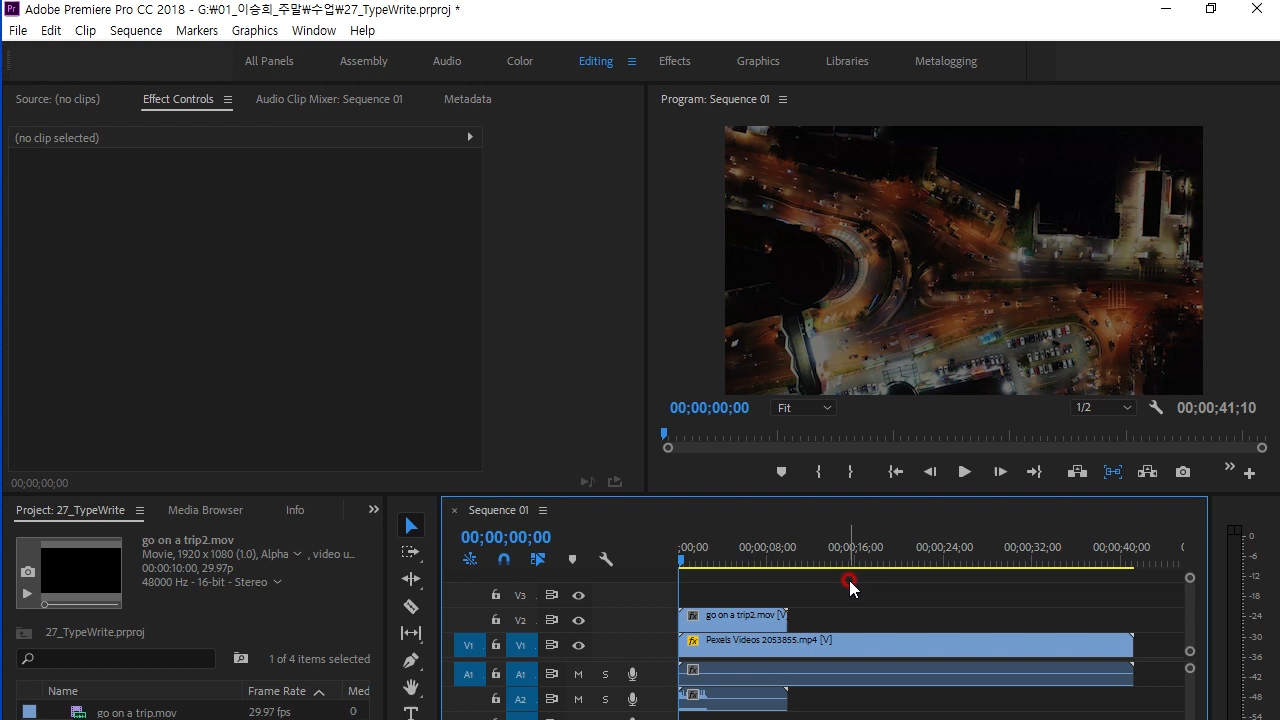 Pr Adobe Premiere Pro CC 2018 - G:₩01_이승희_주말₩수업₩27_TypeWrite.prproj *
File Edit Clip Sequence Markers Graphics Window Help
All Panels Assembly Audio Color Editing Effects Graphics Libraries Metalogging
Source: (no clips) Effect Controls Audio Clip Mixer: Sequence 01 Metadata
Program: Sequence 01
(no clip selected)
00;00;00;00 Fit 1/2 00;00;41;10
00;00;00;00
Project: 27_TypeWrite Media Browser Info
go on a trip2.mov
Movie, 1920 x 1080 (1.0), Alpha , video u...
00:00:10:00, 29.97p
48000 Hz - 16-bit - Stereo
27_TypeWrite.prproj
1 of 4 items selected
Name Frame Rate Med
go on a trip.mov 29.97 fps 0
× Sequence 01
00;00;00;00
;00;00 00;00;08;00 00;00;16;00 00;00;24;00 00;00;32;00 00;00;40;00
V3
V2 fx go on a trip2.mov [V]
V1 V1 fx Pexels Videos 2053855.mp4 [V]
A1 A1 M S fx
A2 M S fx
0
-6
-12
-18
-24
-30
-36
-42
-48
-54